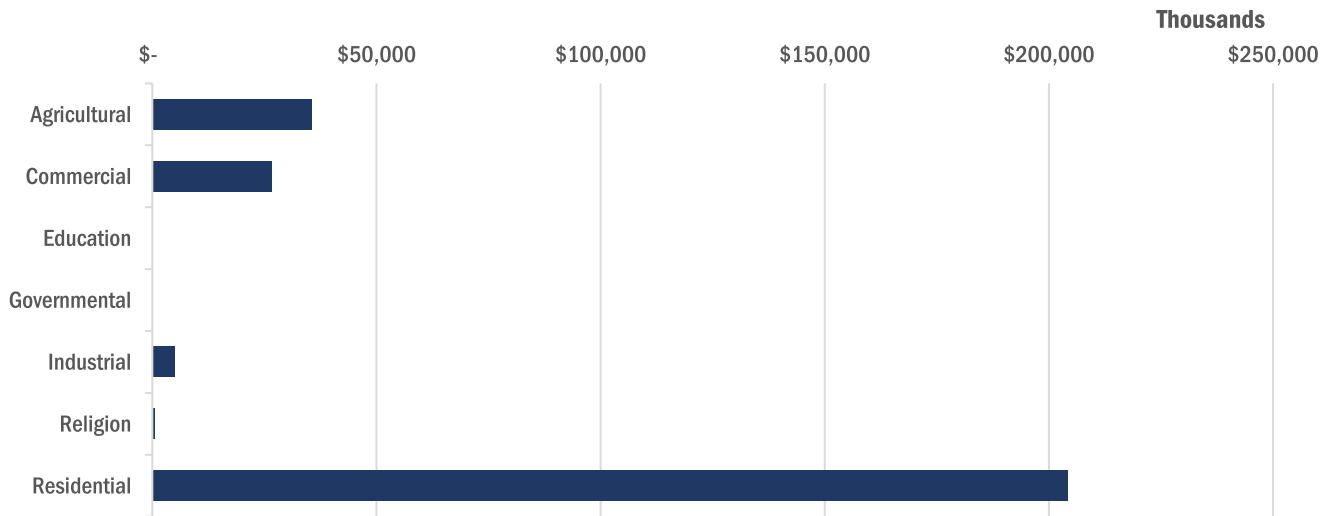 Thousands
$- $50,000 $100,000 $150,000 $200,000 $250,000
Agricultural
Commercial
Education
Governmental
Industrial
Religion
Residential